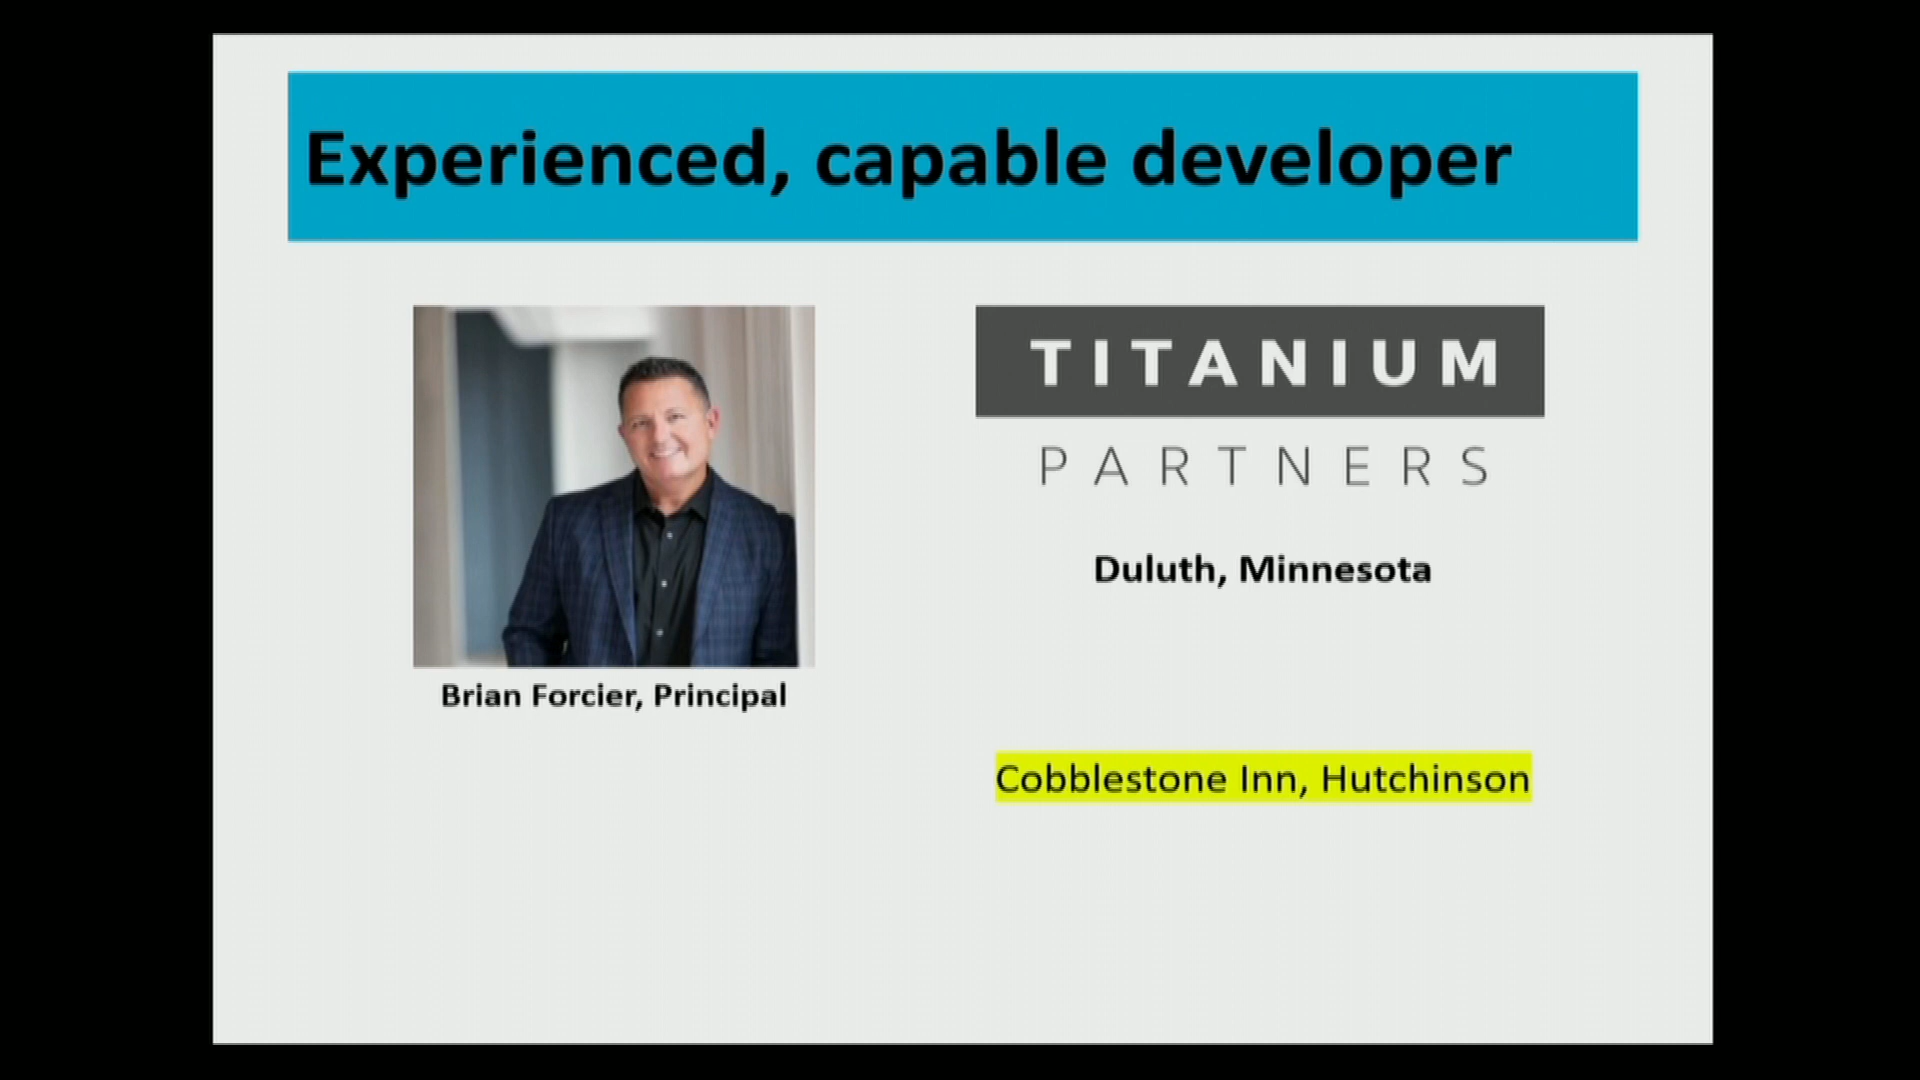 Experienced, capable developer
TITANIUM
PARTNERS
Duluth, Minnesota
Brian Forcier, Principal
Cobblestone Inn, Hutchinson